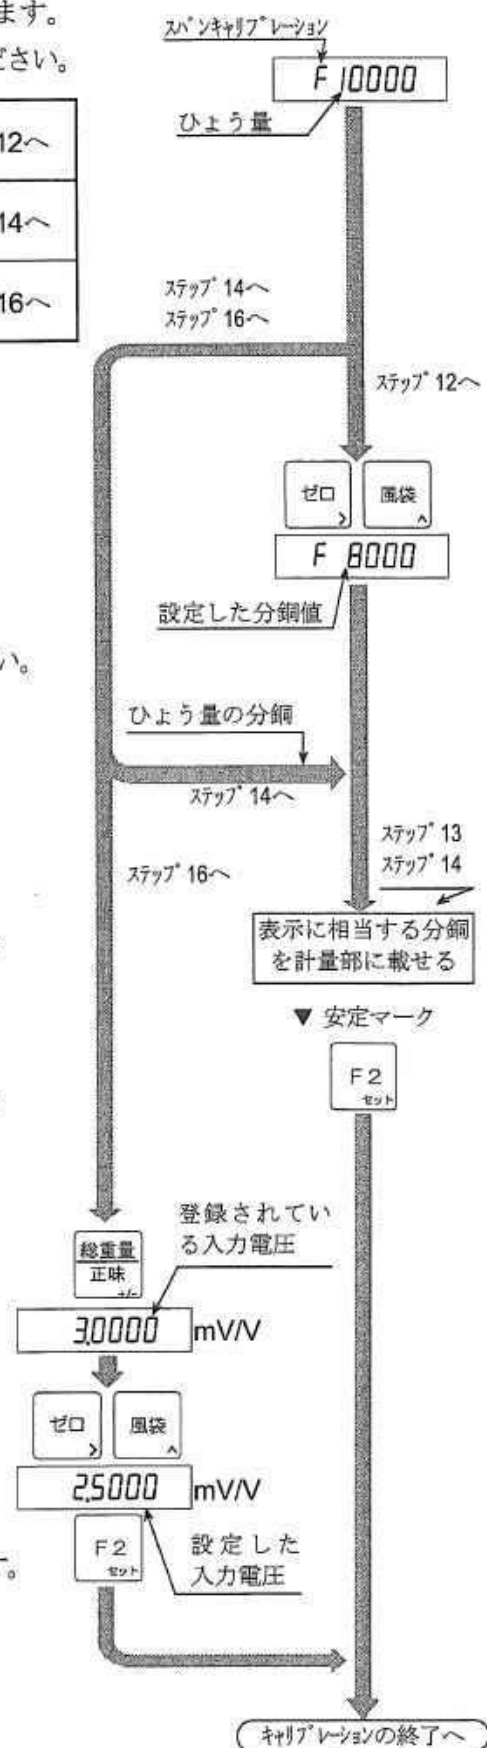 ます。
ださい。
12へ
14へ
16へ
スパンキャリブレーション
F 10000
ひょう量
ステップ 14へ
ステップ 16へ
ステップ 12へ
ゼロ >
風袋 ^
F 8000
設定した分銅値
い。
ひょう量の分銅
ステップ 14へ
ステップ 16へ
ステップ 13
ステップ 14
表示に相当する分銅
を計量部に載せる
▼ 安定マーク
F2
セット
登録されてい
る入力電圧
総重量
正味
+/-
3.0000 mV/V
ゼロ >
風袋 ^
2.5000 mV/V
F2
セット
設定した
入力電圧
す。
キャリブレーションの終了へ